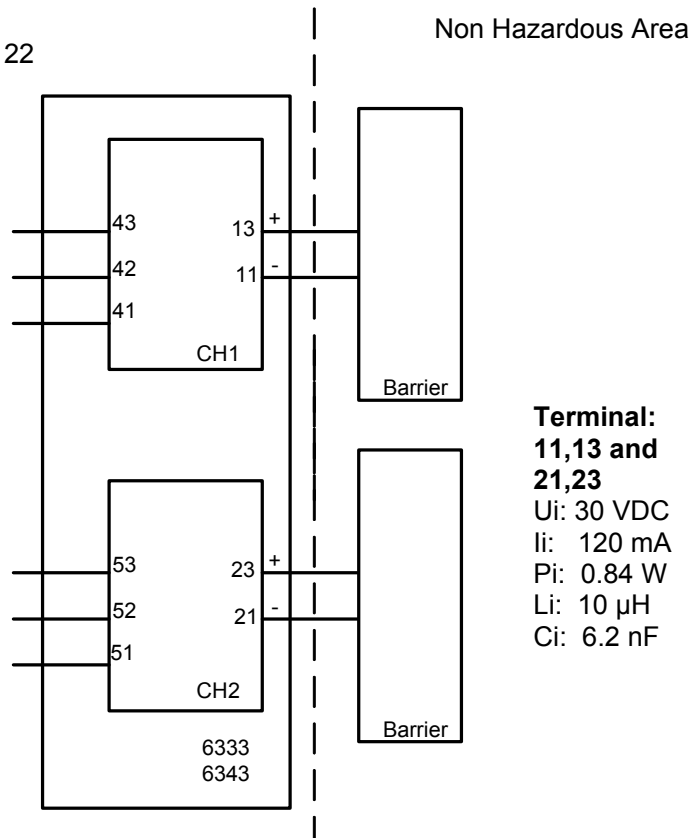 Non Hazardous Area
22
43
13 +
42
11 -
41
CH1
Barrier
Terminal:
11,13 and
21,23
Ui: 30 VDC
Ii: 120 mA
Pi: 0.84 W
Li: 10 µH
Ci: 6.2 nF
53
23 +
52
21 -
51
CH2
Barrier
6333
6343